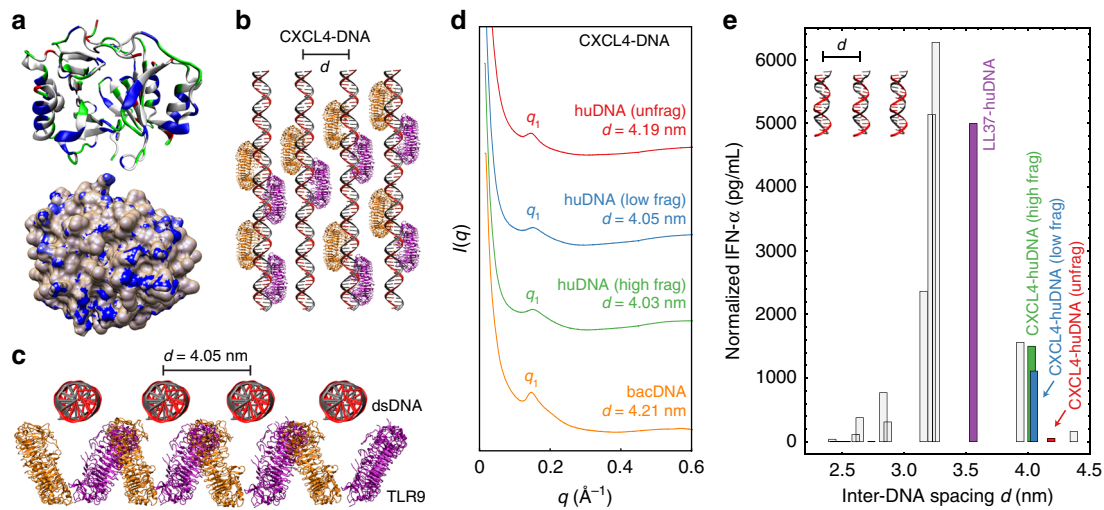 a
b
CXCL4-DNA
d
c
d = 4.05 nm
dsDNA
TLR9
d
CXCL4-DNA
q1
huDNA (unfrag)
d = 4.19 nm
q1
huDNA (low frag)
d = 4.05 nm
q1
huDNA (high frag)
d = 4.03 nm
q1
bacDNA
d = 4.21 nm
I(q)
0
0.2
0.4
0.6
q (Å⁻¹)
e
d
Normalized IFN-α (pg/mL)
6000
5000
4000
3000
2000
1000
0
LL37-huDNA
CXCL4-huDNA (high frag)
CXCL4-huDNA (low frag)
CXCL4-huDNA (unfrag)
2.5
3.0
3.5
4.0
4.5
Inter-DNA spacing d (nm)